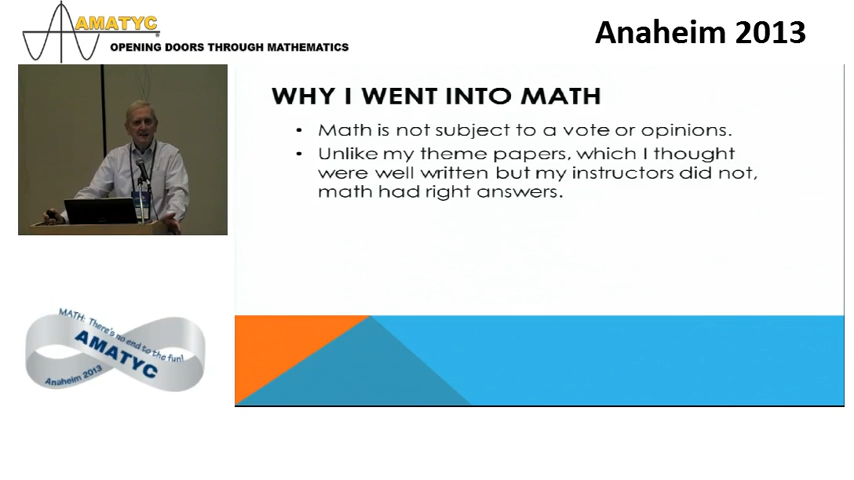 AMATYC
OPENING DOORS THROUGH MATHEMATICS
Anaheim 2013
WHY I WENT INTO MATH
• Math is not subject to a vote or opinions.
• Unlike my theme papers, which I thought
were well written but my instructors did not,
math had right answers.
MATH: There's no end to the fun!
AMATYC
Anaheim 2013